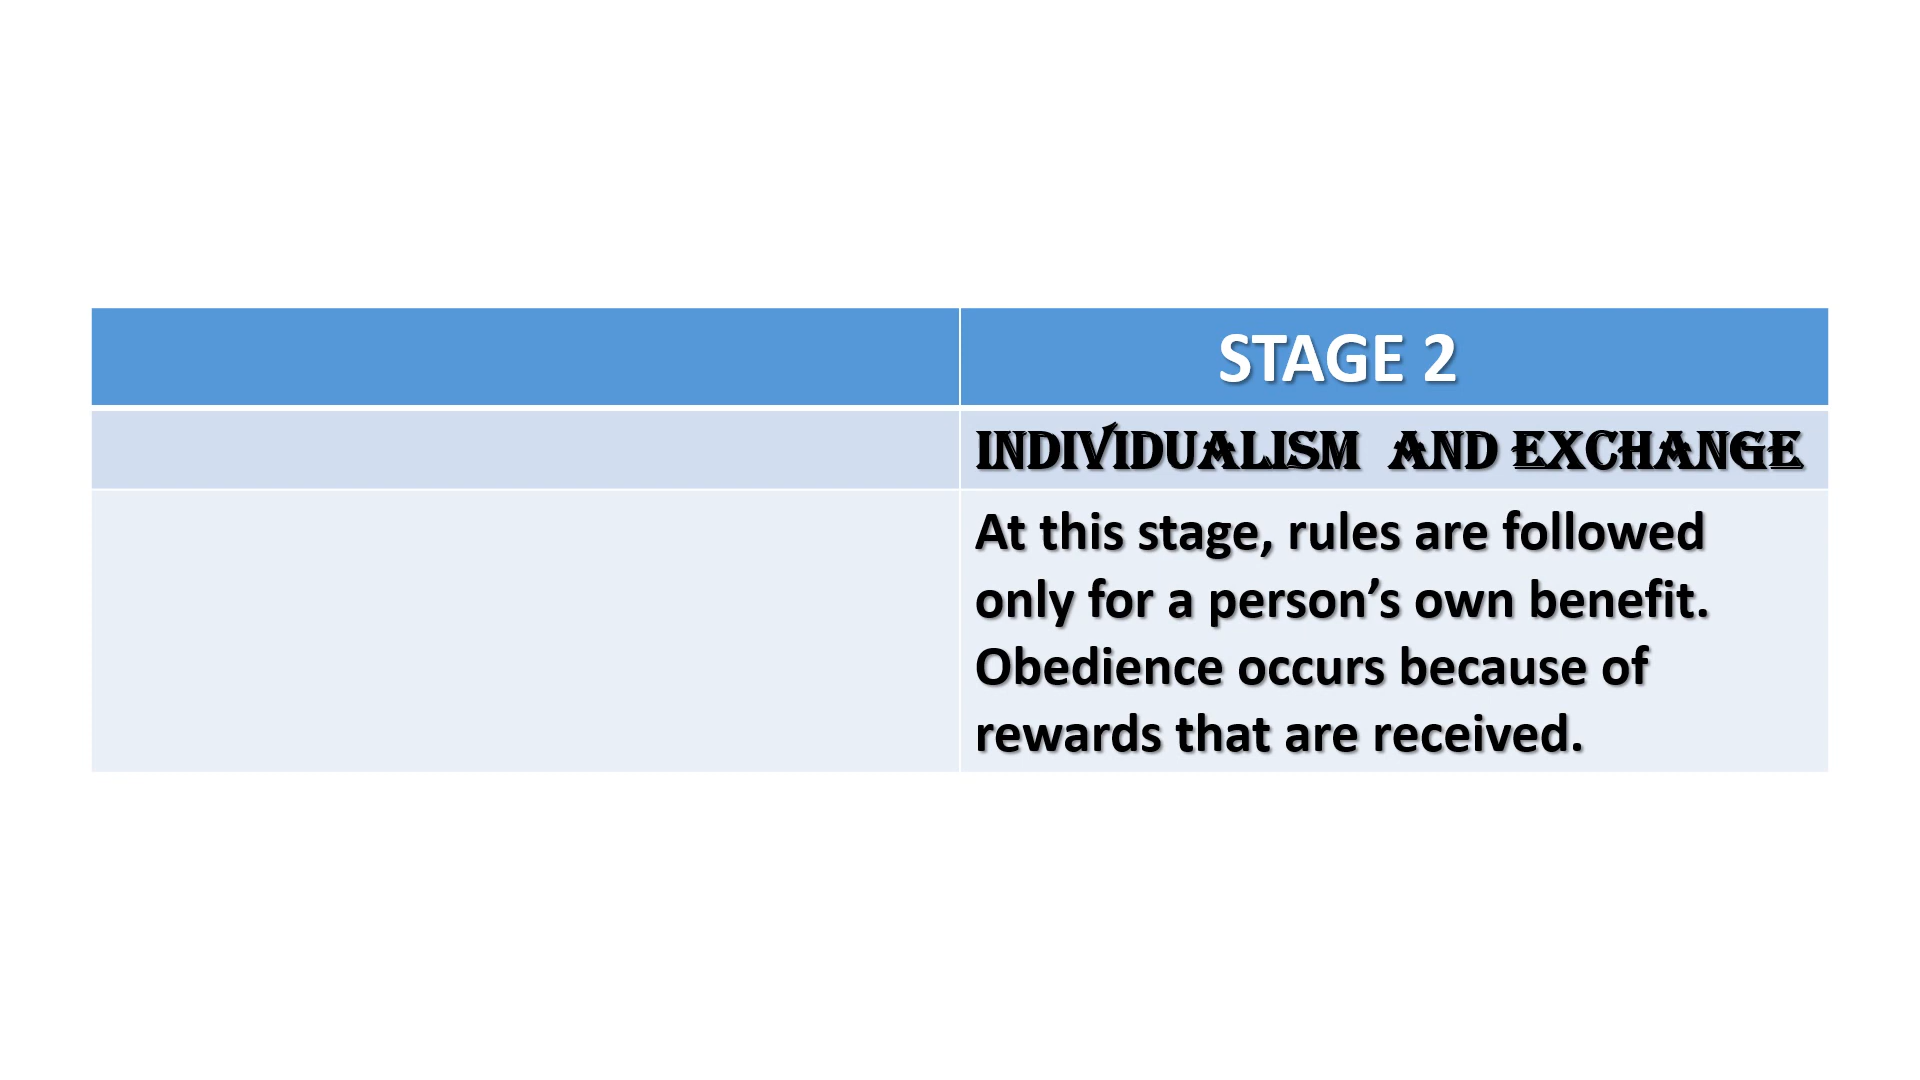 STAGE 2
INDIVIDUALISM AND EXCHANGE
At this stage, rules are followed
only for a person’s own benefit.
Obedience occurs because of
rewards that are received.